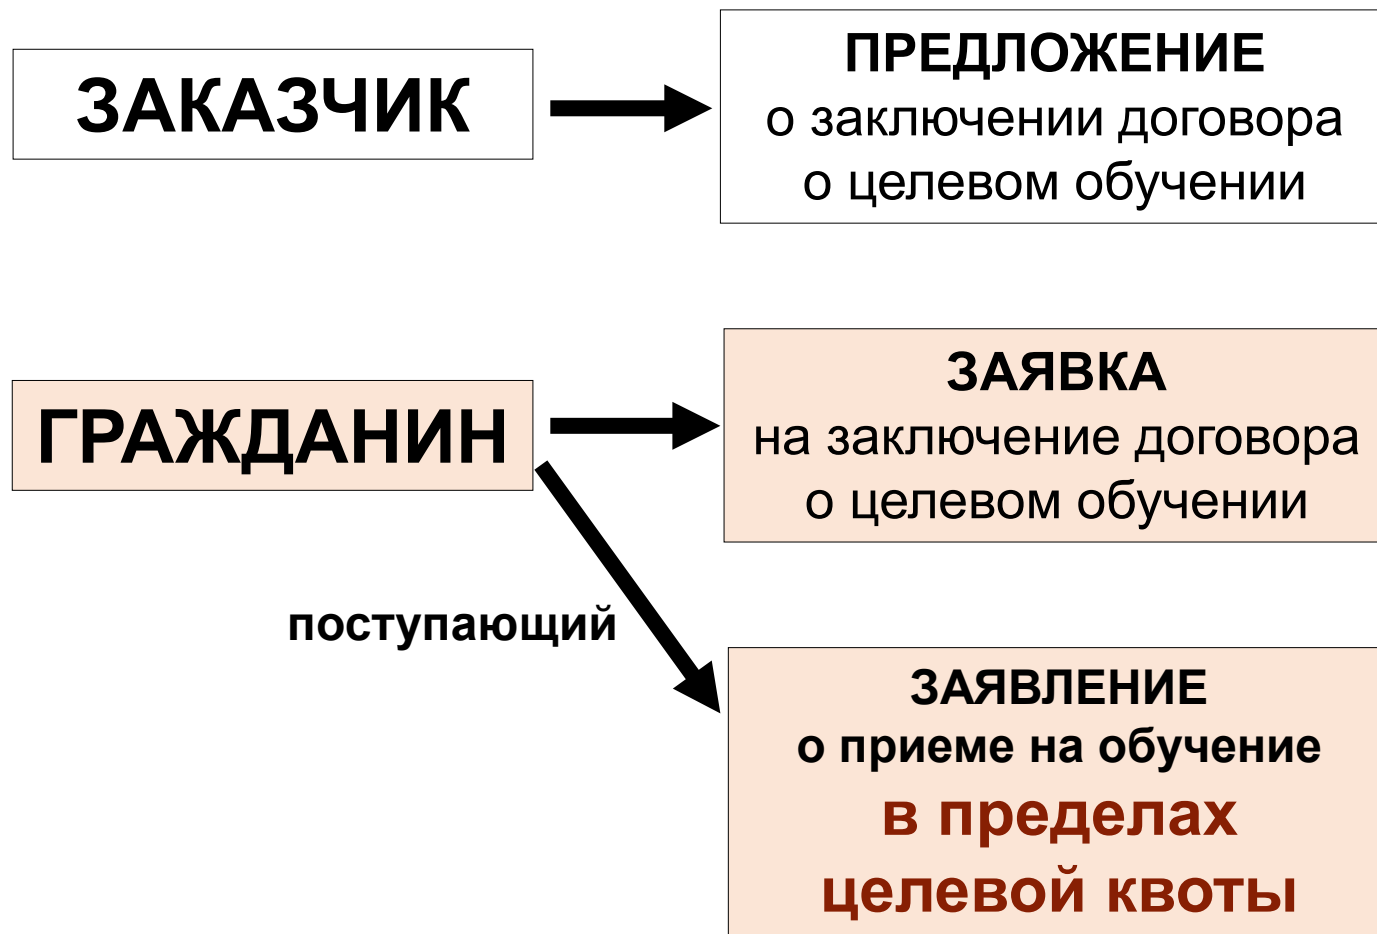 ЗАКАЗЧИК
ПРЕДЛОЖЕНИЕ
о заключении договора
о целевом обучении
ГРАЖДАНИН
ЗАЯВКА
на заключение договора
о целевом обучении
поступающий
ЗАЯВЛЕНИЕ
о приеме на обучение
в пределах
целевой квоты